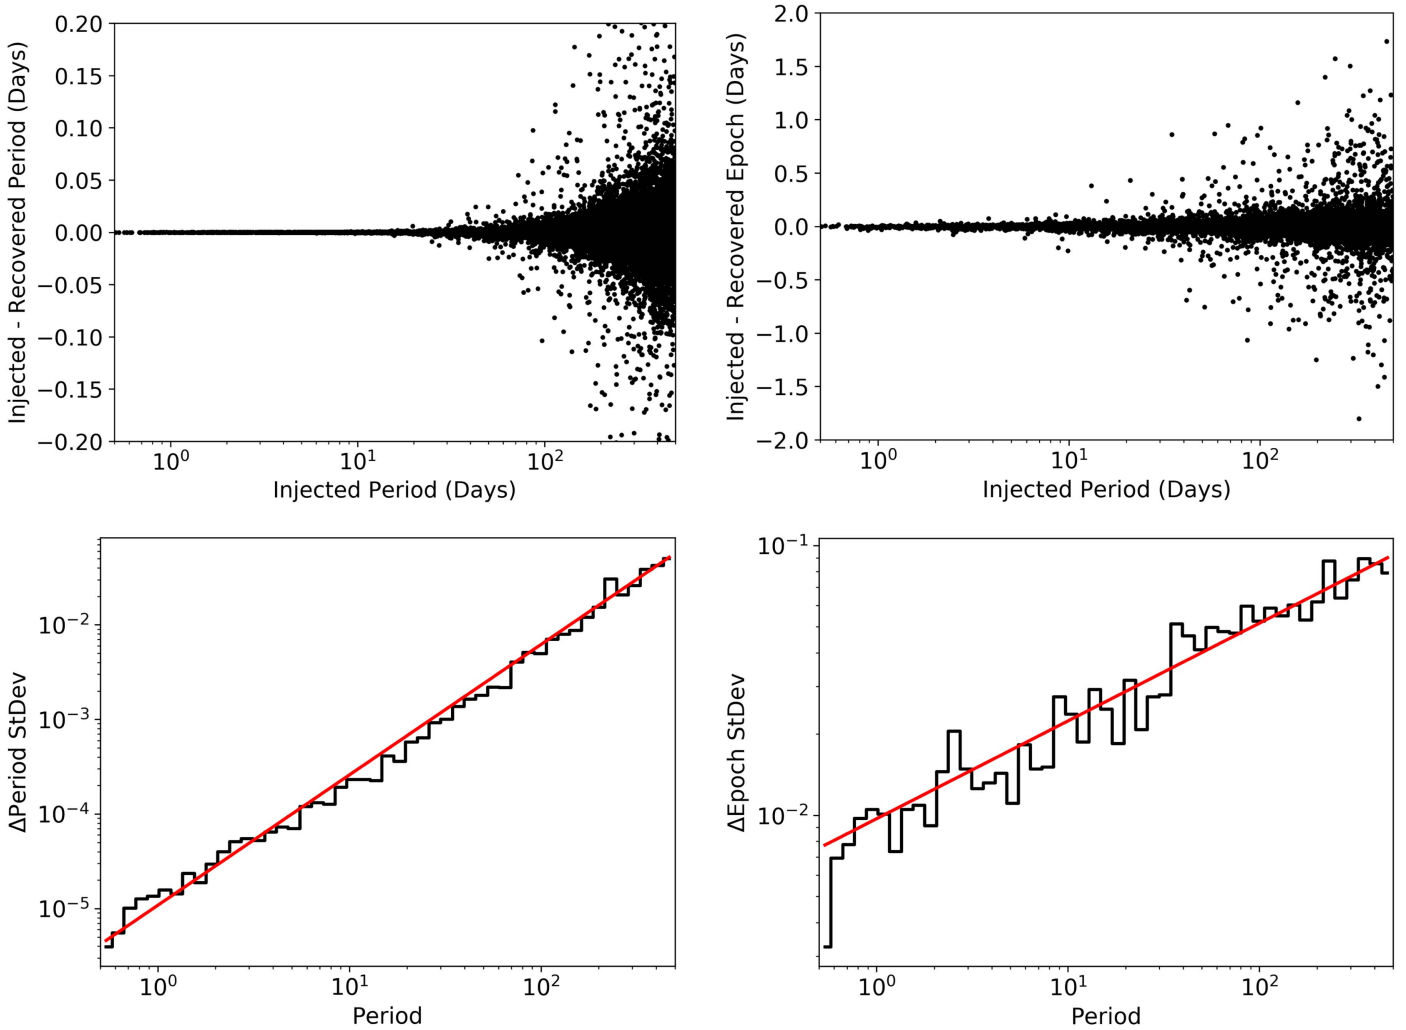 Injected - Recovered Period (Days)
0.20
0.15
0.10
0.05
0.00
−0.05
−0.10
−0.15
−0.20
10⁰ 10¹ 10²
Injected Period (Days)
Injected - Recovered Epoch (Days)
2.0
1.5
1.0
0.5
0.0
−0.5
−1.0
−1.5
−2.0
10⁰ 10¹ 10²
Injected Period (Days)
ΔPeriod StDev
10⁻²
10⁻³
10⁻⁴
10⁻⁵
10⁰ 10¹ 10²
Period
ΔEpoch StDev
10⁻¹
10⁻²
10⁰ 10¹ 10²
Period